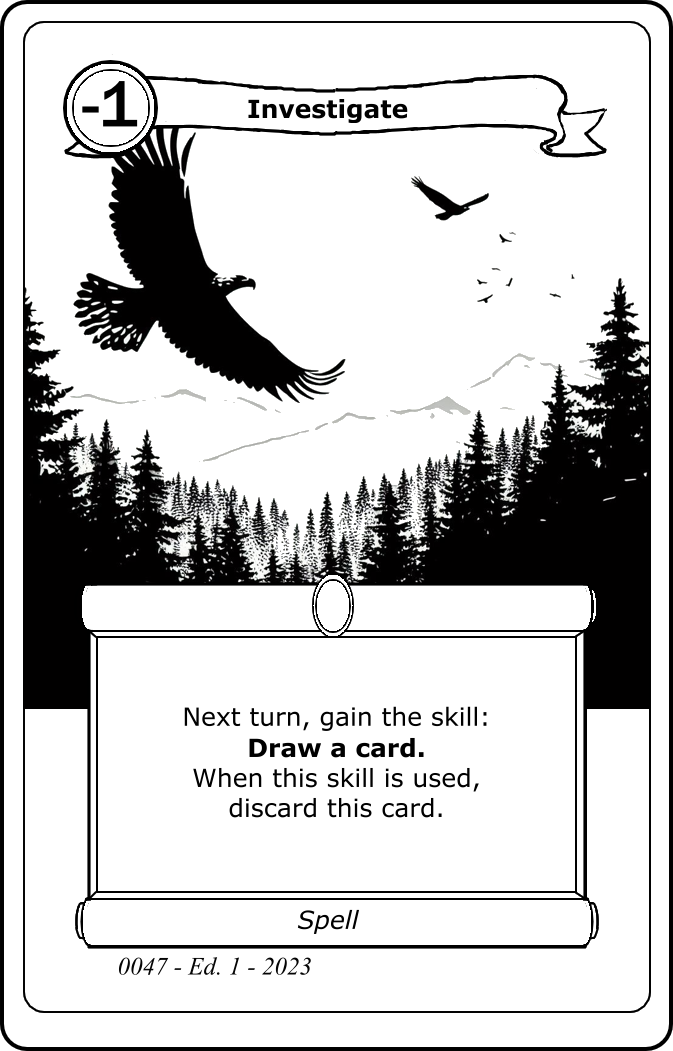 -1
Investigate
Next turn, gain the skill:
Draw a card.
When this skill is used,
discard this card.
Spell
0047 - Ed. 1 - 2023